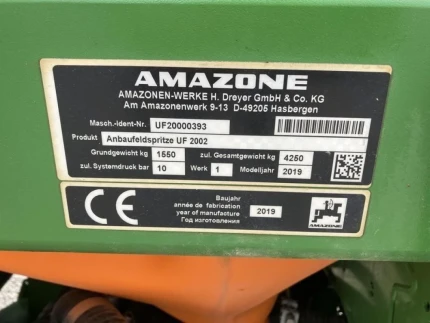 AMAZONE
AMAZONEN-WERKE H. Dreyer GmbH & Co. KG
Am Amazonenwerk 9-13 D-49205 Hasbergen
Masch.-Ident-Nr. UF20000393
Produkt Anbaufeldspritze UF 2002
Grundgewicht kg 1550 zul. Gesamtgewicht kg 4250
zul. Systemdruck bar 10 Werk 1 Modelljahr 2019
CE
Baujahr
année de fabrication
year of manufacture
Год изготовления
2019
AMAZONE